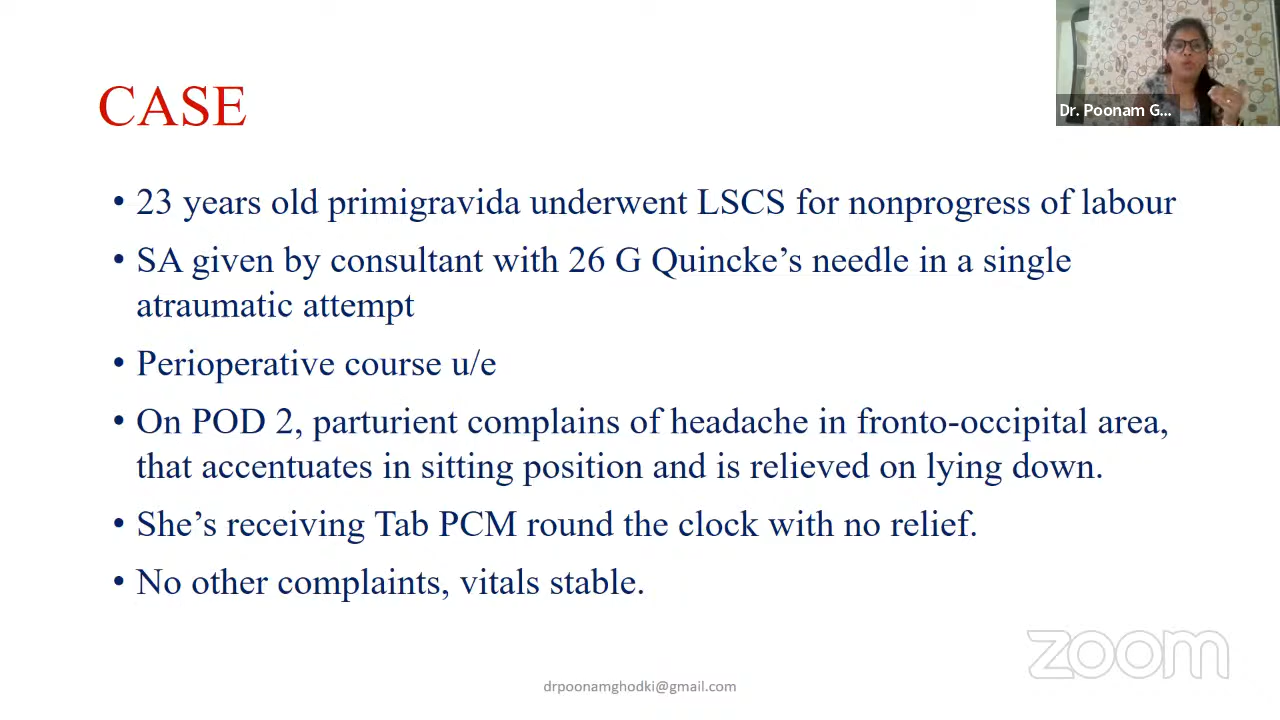 Dr. Poonam G...
CASE
• 23 years old primigravida underwent LSCS for nonprogress of labour
• SA given by consultant with 26 G Quincke’s needle in a single
atraumatic attempt
• Perioperative course u/e
• On POD 2, parturient complains of headache in fronto-occipital area,
that accentuates in sitting position and is relieved on lying down.
• She’s receiving Tab PCM round the clock with no relief.
• No other complaints, vitals stable.
zoom
drpoonamghodki@gmail.com